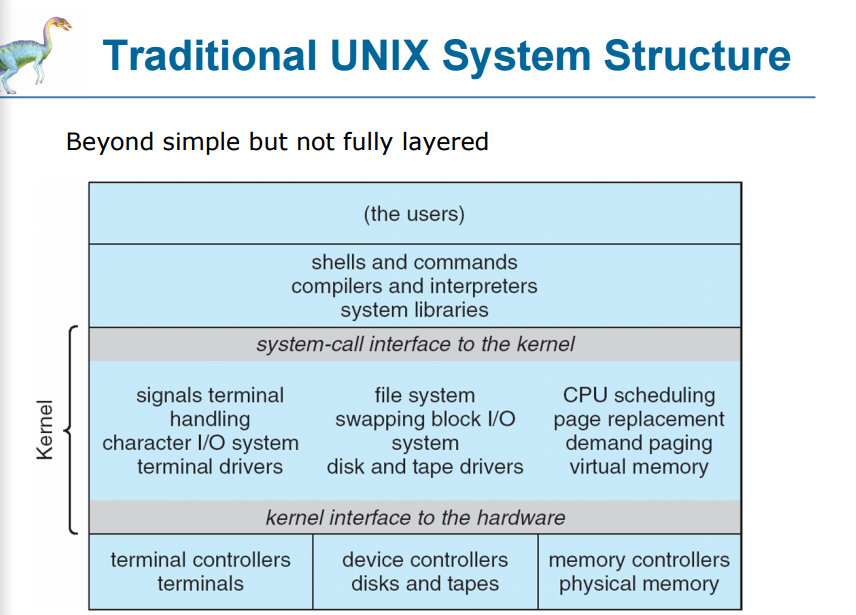 Traditional UNIX System Structure
Beyond simple but not fully layered
(the users)
shells and commands
compilers and interpreters
system libraries
Kernel
system-call interface to the kernel
signals terminal
handling
character I/O system
terminal drivers
file system
swapping block I/O
system
disk and tape drivers
CPU scheduling
page replacement
demand paging
virtual memory
kernel interface to the hardware
terminal controllers
terminals
device controllers
disks and tapes
memory controllers
physical memory